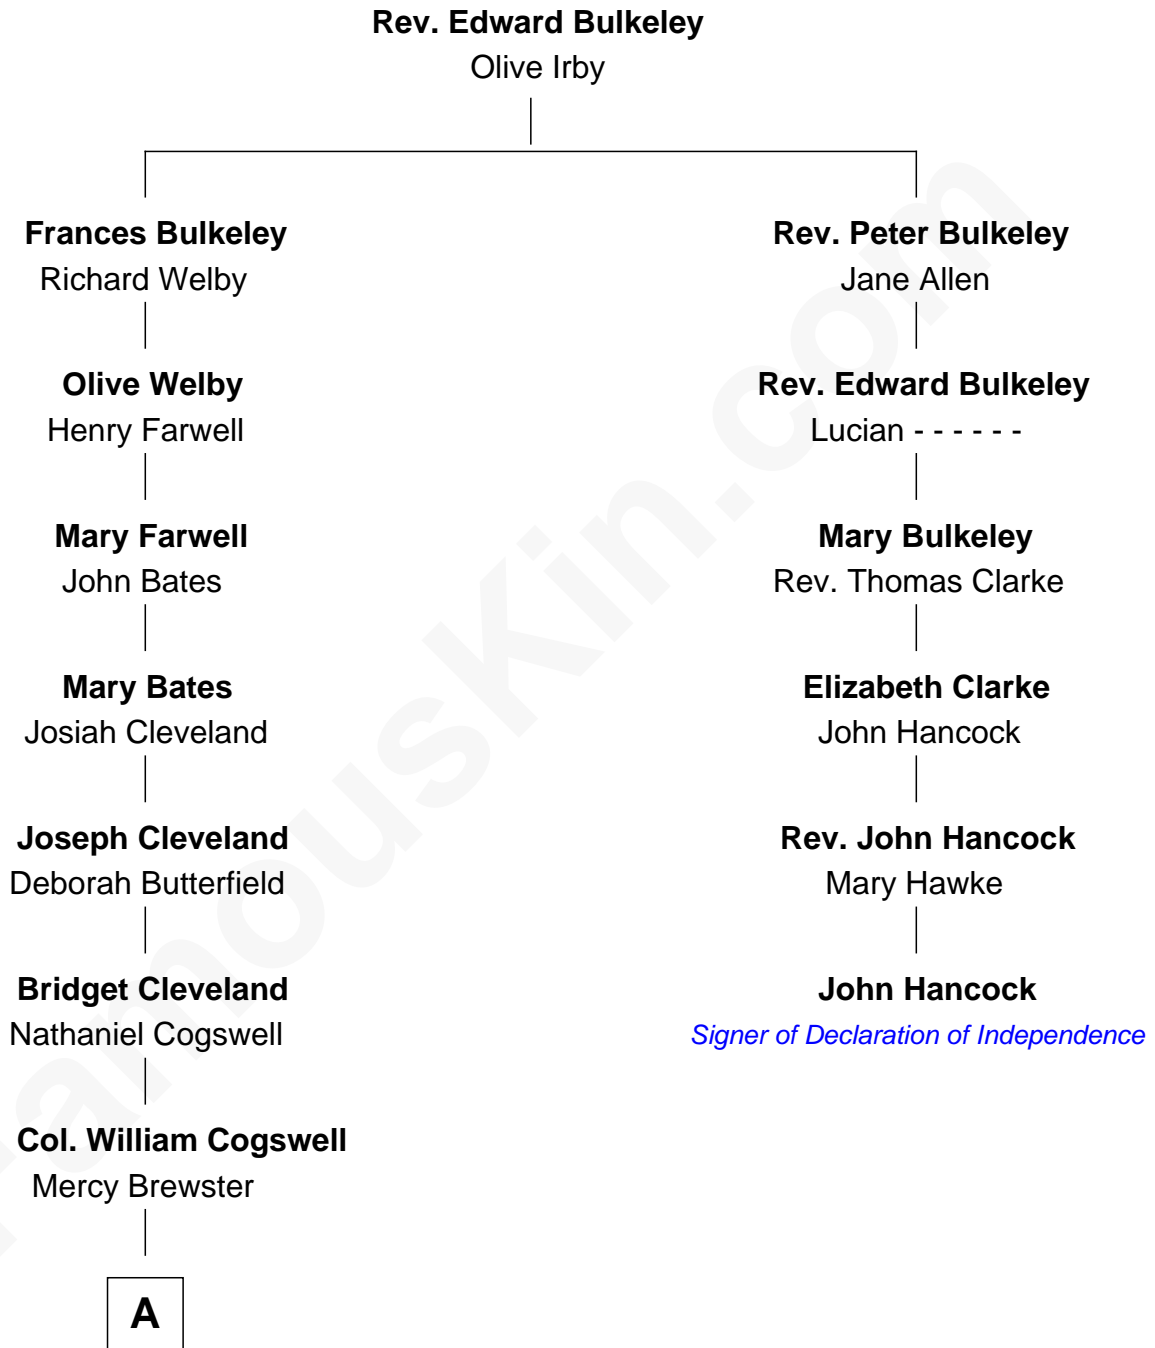 Rev. Edward Bulkeley
Olive Irby
Frances Bulkeley
Richard Welby
Rev. Peter Bulkeley
Jane Allen
Olive Welby
Henry Farwell
Rev. Edward Bulkeley
Lucian - - - - - -
Mary Farwell
John Bates
Mary Bulkeley
Rev. Thomas Clarke
Mary Bates
Josiah Cleveland
Elizabeth Clarke
John Hancock
Joseph Cleveland
Deborah Butterfield
Rev. John Hancock
Mary Hawke
Bridget Cleveland
Nathaniel Cogswell
John Hancock
Signer of Declaration of Independence
Col. William Cogswell
Mercy Brewster
A
FamousKin.com